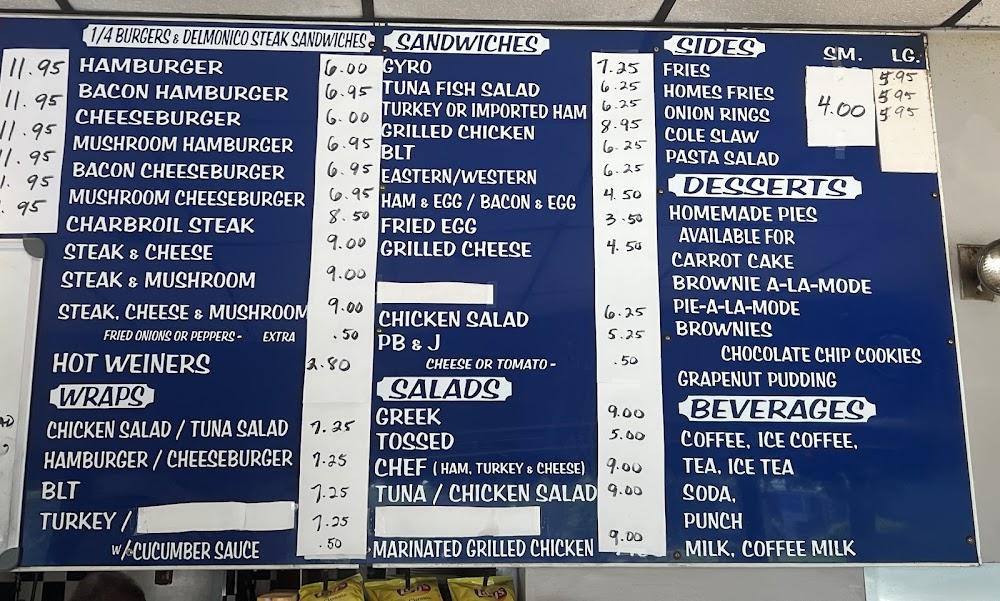 11.95
11.95
11.95
11.95
1.95
.95
1/4 BURGERS & DELMONICO STEAK SANDWICHES
HAMBURGER 6.00
BACON HAMBURGER 6.95
CHEESEBURGER 6.00
MUSHROOM HAMBURGER 6.95
BACON CHEESEBURGER 6.95
MUSHROOM CHEESEBURGER 6.95
CHARBROIL STEAK 8.50
STEAK & CHEESE 9.00
STEAK & MUSHROOM 9.00
STEAK, CHEESE & MUSHROOM 9.00
FRIED ONIONS OR PEPPERS - EXTRA .50
HOT WEINERS 2.80
WRAPS
CHICKEN SALAD / TUNA SALAD 7.25
HAMBURGER / CHEESEBURGER 7.25
BLT 7.25
TURKEY / 7.25
W/CUCUMBER SAUCE .50
SANDWICHES
GYRO 7.25
TUNA FISH SALAD 6.25
TURKEY OR IMPORTED HAM 6.25
GRILLED CHICKEN 8.95
BLT 6.25
EASTERN/WESTERN 6.25
HAM & EGG / BACON & EGG 4.50
FRIED EGG 3.50
GRILLED CHEESE 4.50
CHICKEN SALAD 6.25
PB & J 5.25
CHEESE OR TOMATO - .50
SALADS
GREEK 9.00
TOSSED 5.00
CHEF (HAM, TURKEY & CHEESE) 9.00
TUNA / CHICKEN SALAD 9.00
MARINATED GRILLED CHICKEN 9.00
SIDES SM. LG.
FRIES 5.95
HOMES FRIES 5.95
ONION RINGS 4.00 5.95
COLE SLAW
PASTA SALAD
DESSERTS
HOMEMADE PIES
AVAILABLE FOR
CARROT CAKE
BROWNIE A-LA-MODE
PIE-A-LA-MODE
BROWNIES
CHOCOLATE CHIP COOKIES
GRAPENUT PUDDING
BEVERAGES
COFFEE, ICE COFFEE,
TEA, ICE TEA
SODA,
PUNCH
MILK, COFFEE MILK
Lay's
Lay's
Lay's